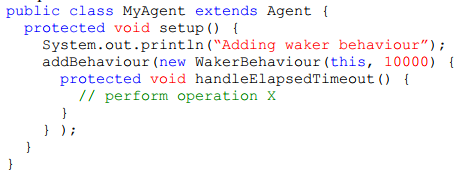 public class MyAgent extends Agent {
protected void setup() {
System.out.println(“Adding waker behaviour”);
addBehaviour(new WakerBehaviour(this, 10000) {
protected void handleElapsedTimeout() {
// perform operation X
}
} );
}
}